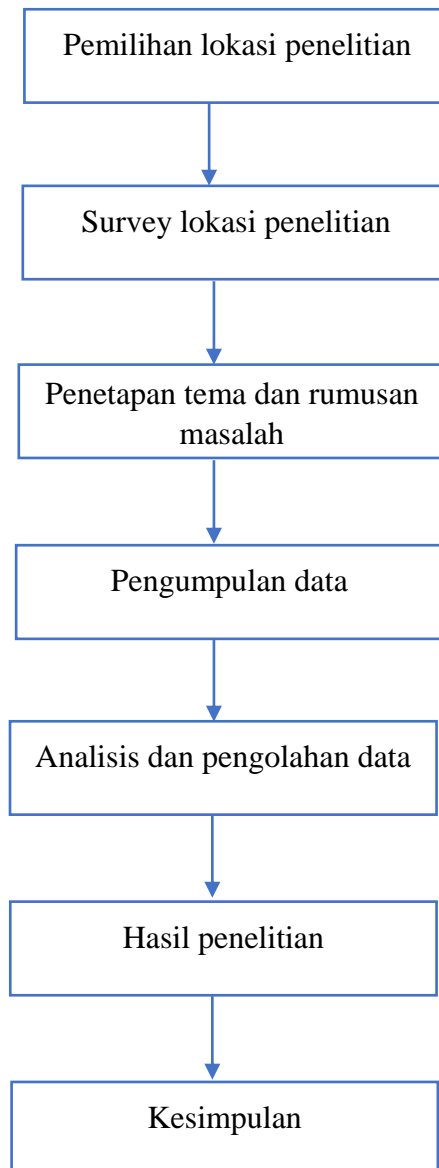 Pemilihan lokasi penelitian
Survey lokasi penelitian
Penetapan tema dan rumusan
masalah
Pengumpulan data
Analisis dan pengolahan data
Hasil penelitian
Kesimpulan